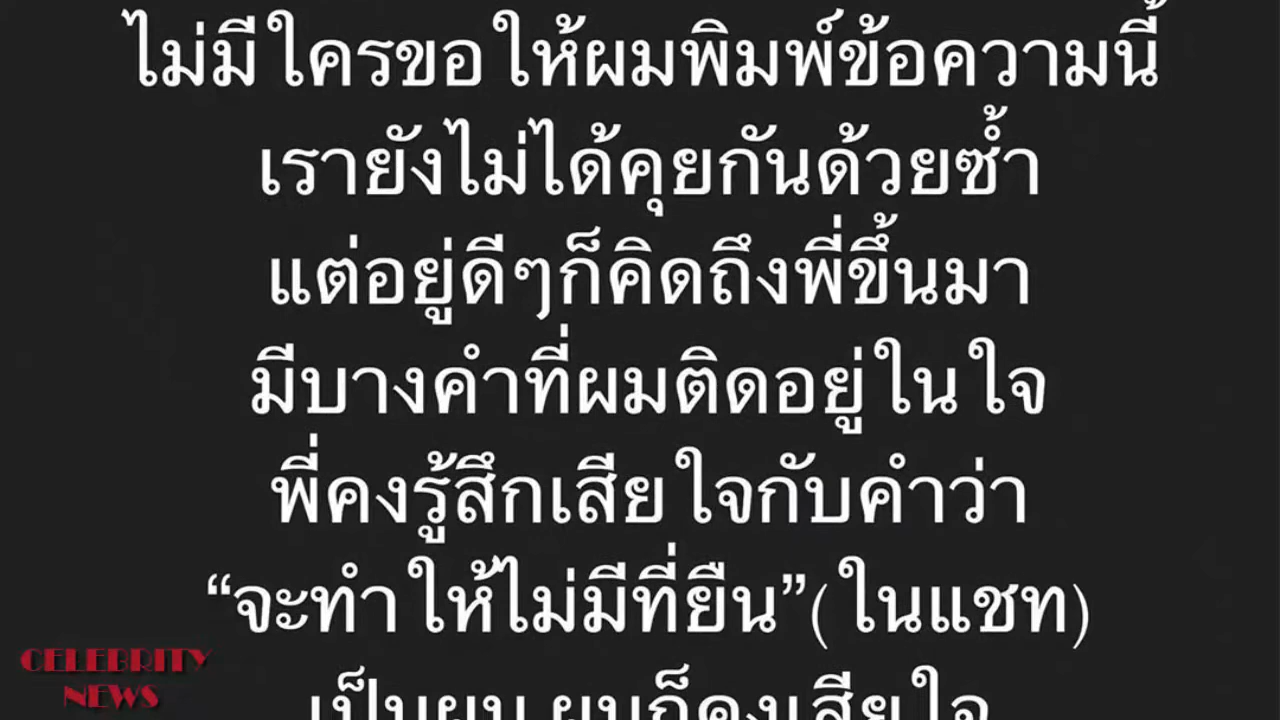 ไม่มีใครขอให้ผมพิมพ์ข้อความนี้
เรายังไม่ได้คุยกันด้วยซ้ำ
แต่อยู่ดีๆก็คิดถึงพี่ขึ้นมา
มีบางคำที่ผมติดอยู่ในใจ
พี่คงรู้สึกเสียใจกับคำว่า
“จะทำให้ไม่มีที่ยืน”(ในแชท)
เป็นผม ผมก็คงเสียใจ
CELEBRITY
NEWS